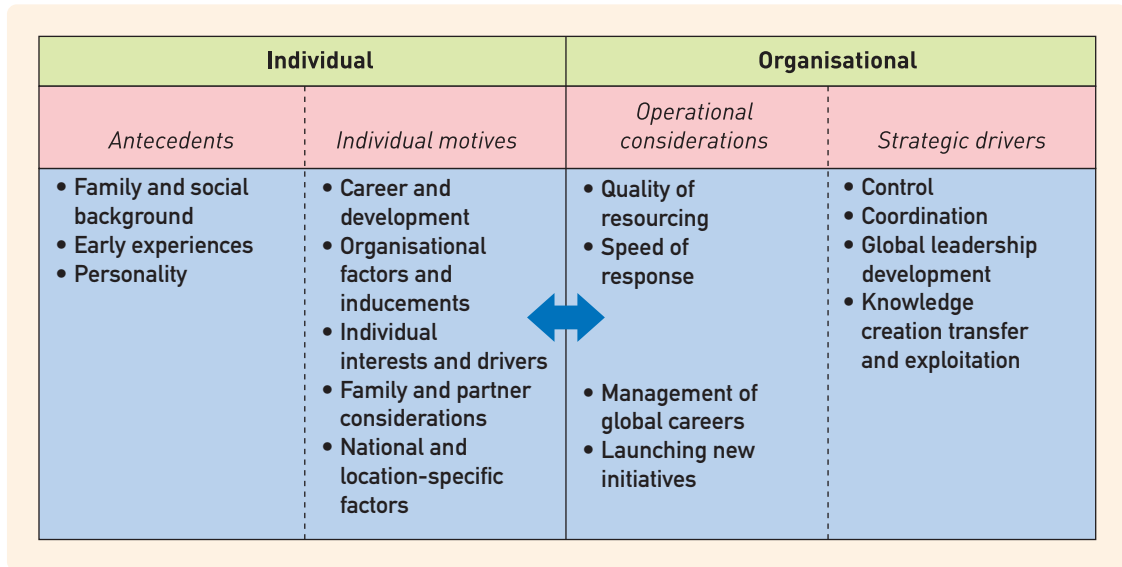 Individual
Organisational
Antecedents
Individual motives
Operational
considerations
Strategic drivers
• Family and social
background
• Early experiences
• Personality
• Career and
development
• Organisational
factors and
inducements
• Individual
interests and drivers
• Family and partner
considerations
• National and
location-specific
factors
• Quality of
resourcing
• Speed of
response
• Management of
global careers
• Launching new
initiatives
• Control
• Coordination
• Global leadership
development
• Knowledge
creation transfer
and exploitation